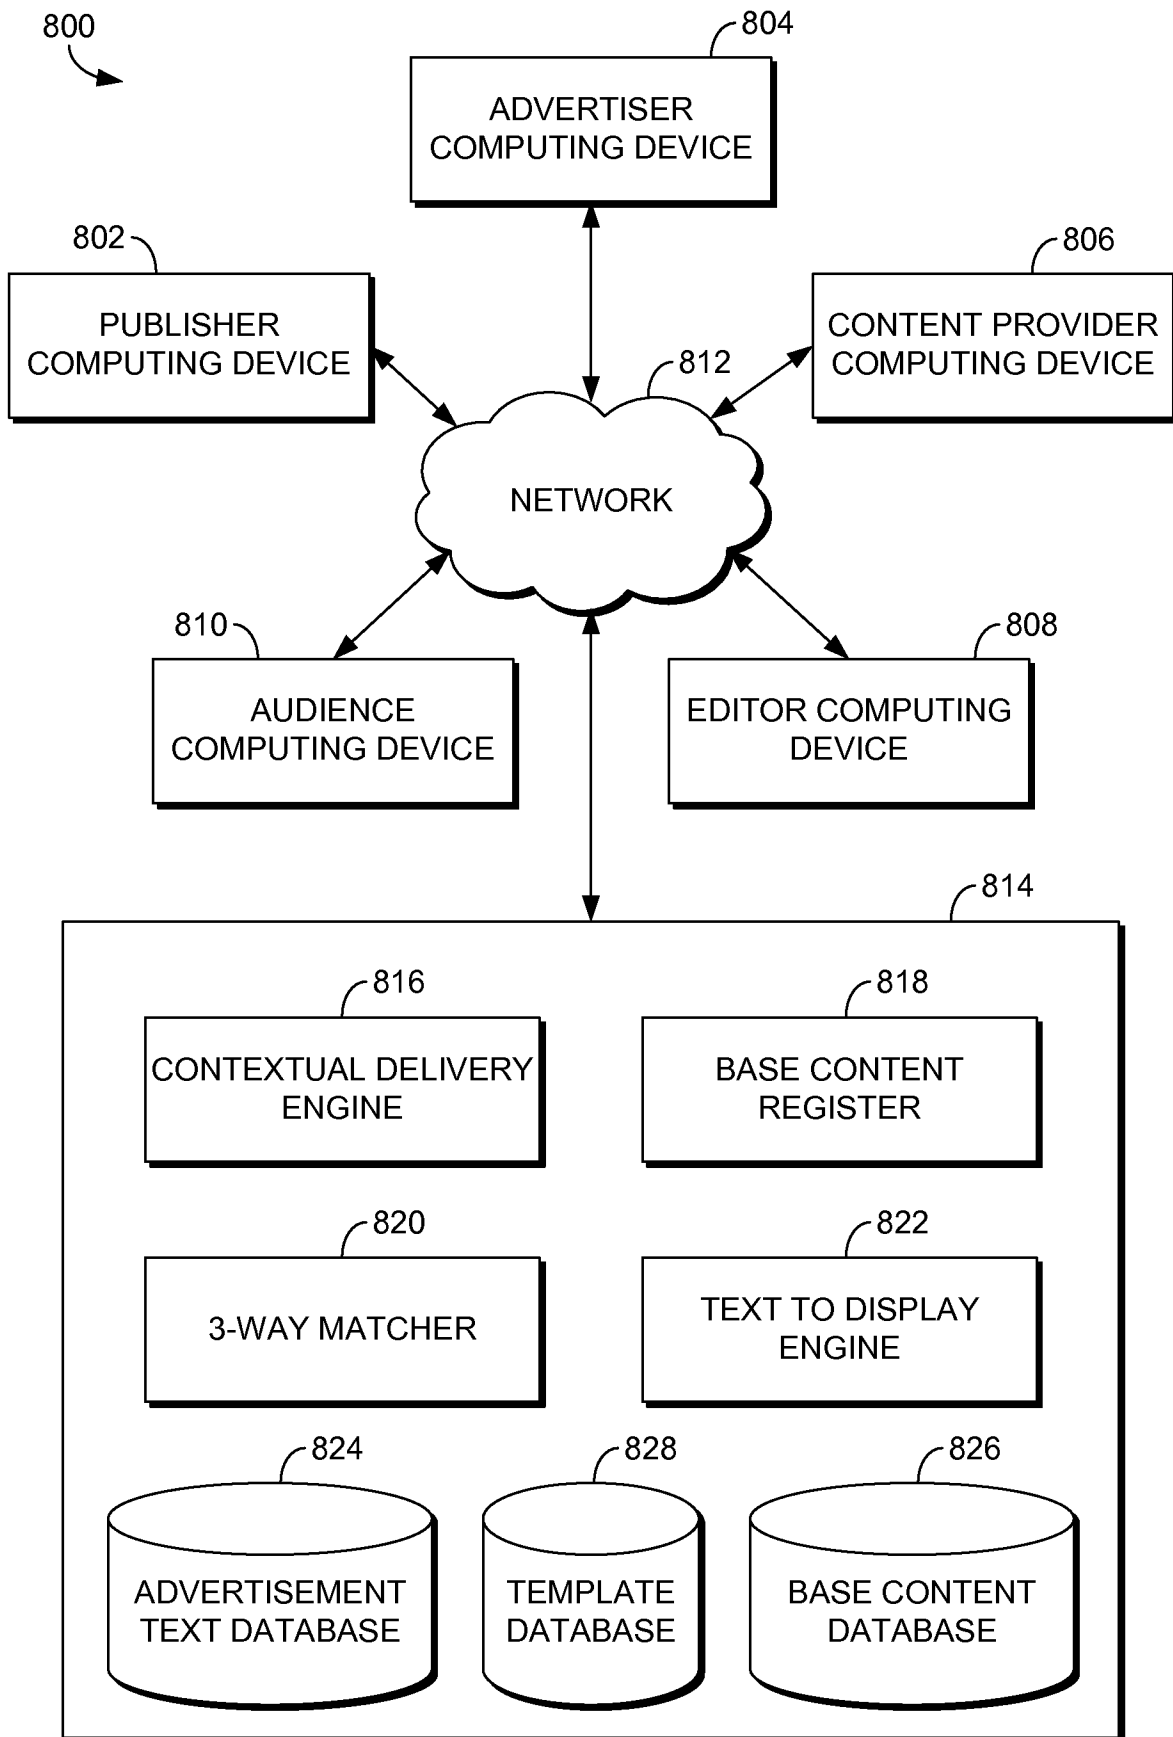 800
804
ADVERTISER
COMPUTING DEVICE
802
PUBLISHER
COMPUTING DEVICE
806
CONTENT PROVIDER
COMPUTING DEVICE
812
NETWORK
810
AUDIENCE
COMPUTING DEVICE
808
EDITOR COMPUTING
DEVICE
814
816
CONTEXTUAL DELIVERY
ENGINE
818
BASE CONTENT
REGISTER
820
3-WAY MATCHER
822
TEXT TO DISPLAY
ENGINE
824
ADVERTISEMENT
TEXT DATABASE
828
TEMPLATE
DATABASE
826
BASE CONTENT
DATABASE